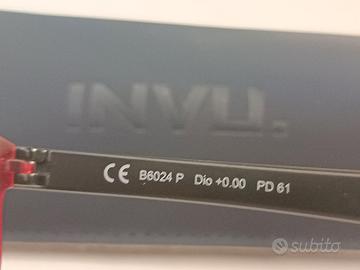 INVU.
CE B6024 P Dio +0.00 PD 61
subito